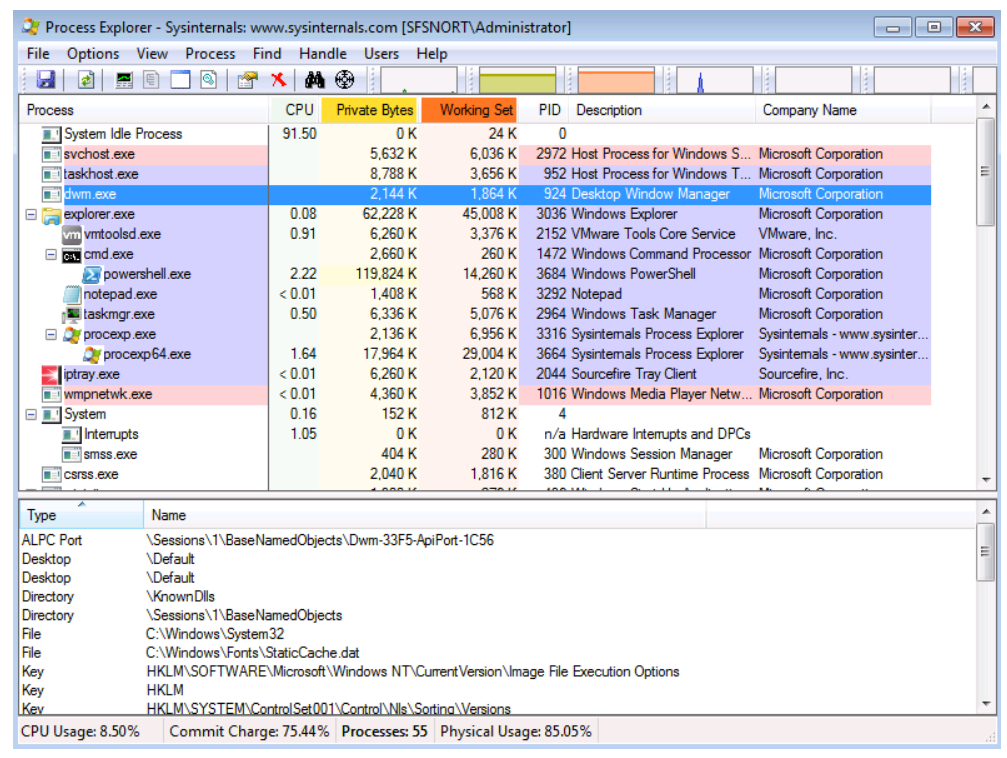 Process Explorer - Sysinternals: www.sysinternals.com [SFSNORT\Administrator]
File Options View Process Find Handle Users Help
Process CPU Private Bytes Working Set PID Description Company Name
System Idle Process 91.50 0 K 24 K 0
svchost.exe 5,632 K 6,036 K 2972 Host Process for Windows S... Microsoft Corporation
taskhost.exe 8,788 K 3,656 K 952 Host Process for Windows T... Microsoft Corporation
dwm.exe 2,144 K 1,864 K 924 Desktop Window Manager Microsoft Corporation
explorer.exe 0.08 62,228 K 45,008 K 3036 Windows Explorer Microsoft Corporation
vm vmtoolsd.exe 0.91 6,260 K 3,376 K 2152 VMware Tools Core Service VMware, Inc.
cmd.exe 2,660 K 260 K 1472 Windows Command Processor Microsoft Corporation
powershell.exe 2.22 119,824 K 14,260 K 3684 Windows PowerShell Microsoft Corporation
notepad.exe < 0.01 1,408 K 568 K 3292 Notepad Microsoft Corporation
taskmgr.exe 0.50 6,336 K 5,076 K 2964 Windows Task Manager Microsoft Corporation
procexp.exe 2,136 K 6,956 K 3316 Sysinternals Process Explorer Sysinternals - www.sysinter...
procexp64.exe 1.64 17,964 K 29,004 K 3664 Sysinternals Process Explorer Sysinternals - www.sysinter...
iptray.exe < 0.01 6,260 K 2,120 K 2044 Sourcefire Tray Client Sourcefire, Inc.
wmpnetwk.exe < 0.01 4,360 K 3,852 K 1016 Windows Media Player Netw... Microsoft Corporation
System 0.16 152 K 812 K 4
Interrupts 1.05 0 K 0 K n/a Hardware Interrupts and DPCs
smss.exe 404 K 280 K 300 Windows Session Manager Microsoft Corporation
csrss.exe 2,040 K 1,816 K 380 Client Server Runtime Process Microsoft Corporation
Type Name
ALPC Port \Sessions\1\BaseNamedObjects\Dwm-33F5-ApiPort-1C56
Desktop \Default
Desktop \Default
Directory \KnownDlls
Directory \Sessions\1\BaseNamedObjects
File C:\Windows\System32
File C:\Windows\Fonts\StaticCache.dat
Key HKLM\SOFTWARE\Microsoft\Windows NT\CurrentVersion\Image File Execution Options
Key HKLM
Key HKLM\SYSTEM\ControlSet001\Control\Nls\Sorting\Versions
CPU Usage: 8.50% Commit Charge: 75.44% Processes: 55 Physical Usage: 85.05%